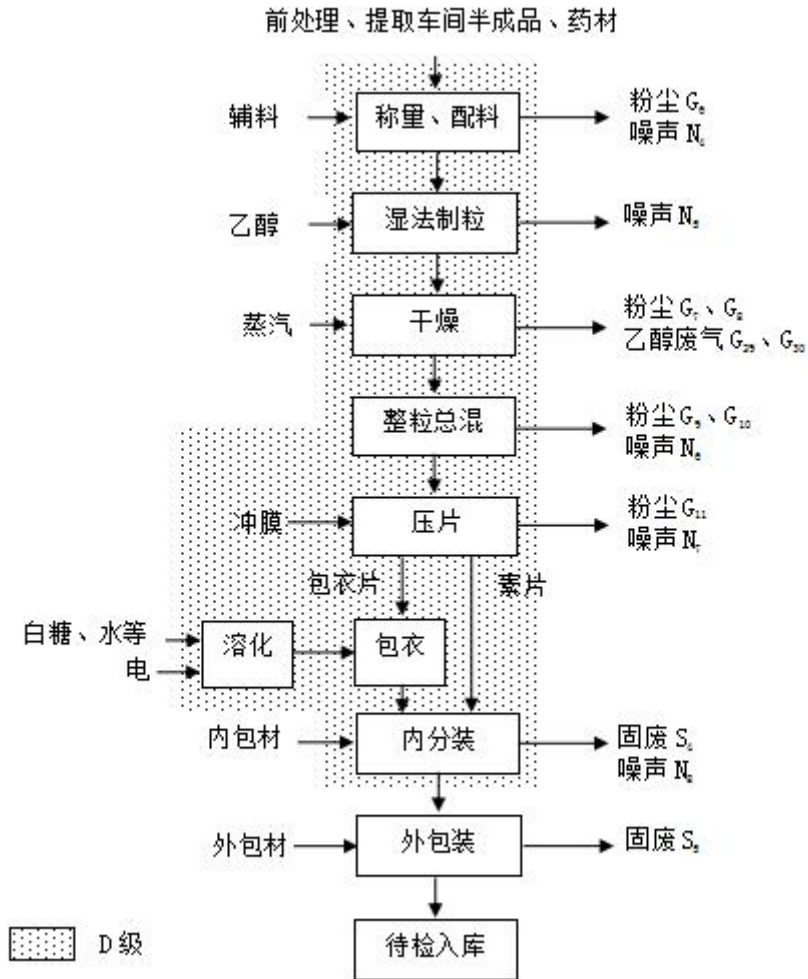 前处理、提取车间半成品、药材
辅料
称量、配料
粉尘 G₆
噪声 N₄
乙醇
湿法制粒
噪声 N₅
蒸汽
干燥
粉尘 G₇、G₈
乙醇废气 G₂₉、G₃₀
整粒总混
粉尘 G₉、G₁₀
噪声 N₆
冲膜
压片
粉尘 G₁₁
噪声 N₇
包衣片
素片
白糖、水等
电
溶化
包衣
内包材
内分装
固废 S₄
噪声 N₈
外包材
外包装
固废 S₅
D 级
待检入库